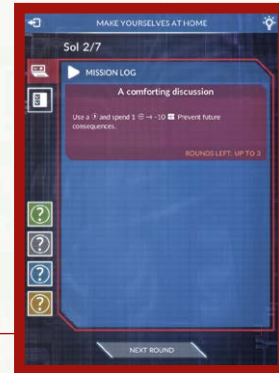 MAKE YOURSELVES AT HOME
Sol 2/7
MISSION LOG
A comforting discussion
Use a and spend 1 → -10 Prevent future
consequences.
ROUNDS LEFT: UP TO 3
?
?
?
?
NEXT ROUND